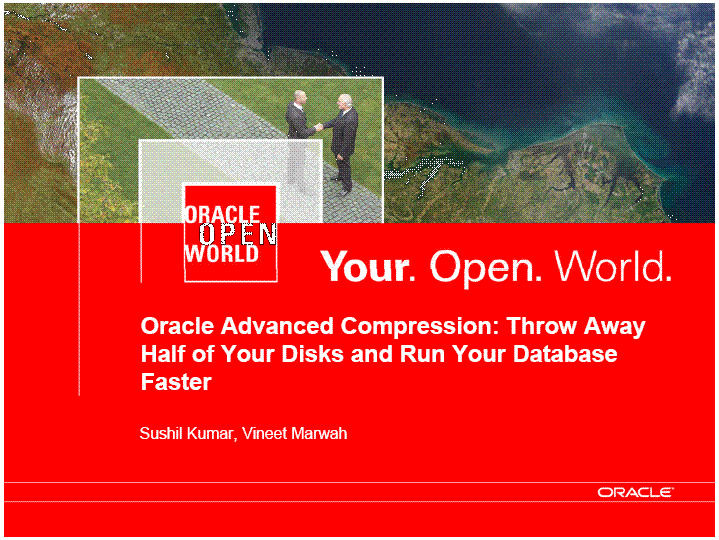 ORACLE
OPEN
WORLD
Your. Open. World.
Oracle Advanced Compression: Throw Away
Half of Your Disks and Run Your Database
Faster
Sushil Kumar, Vineet Marwah
ORACLE